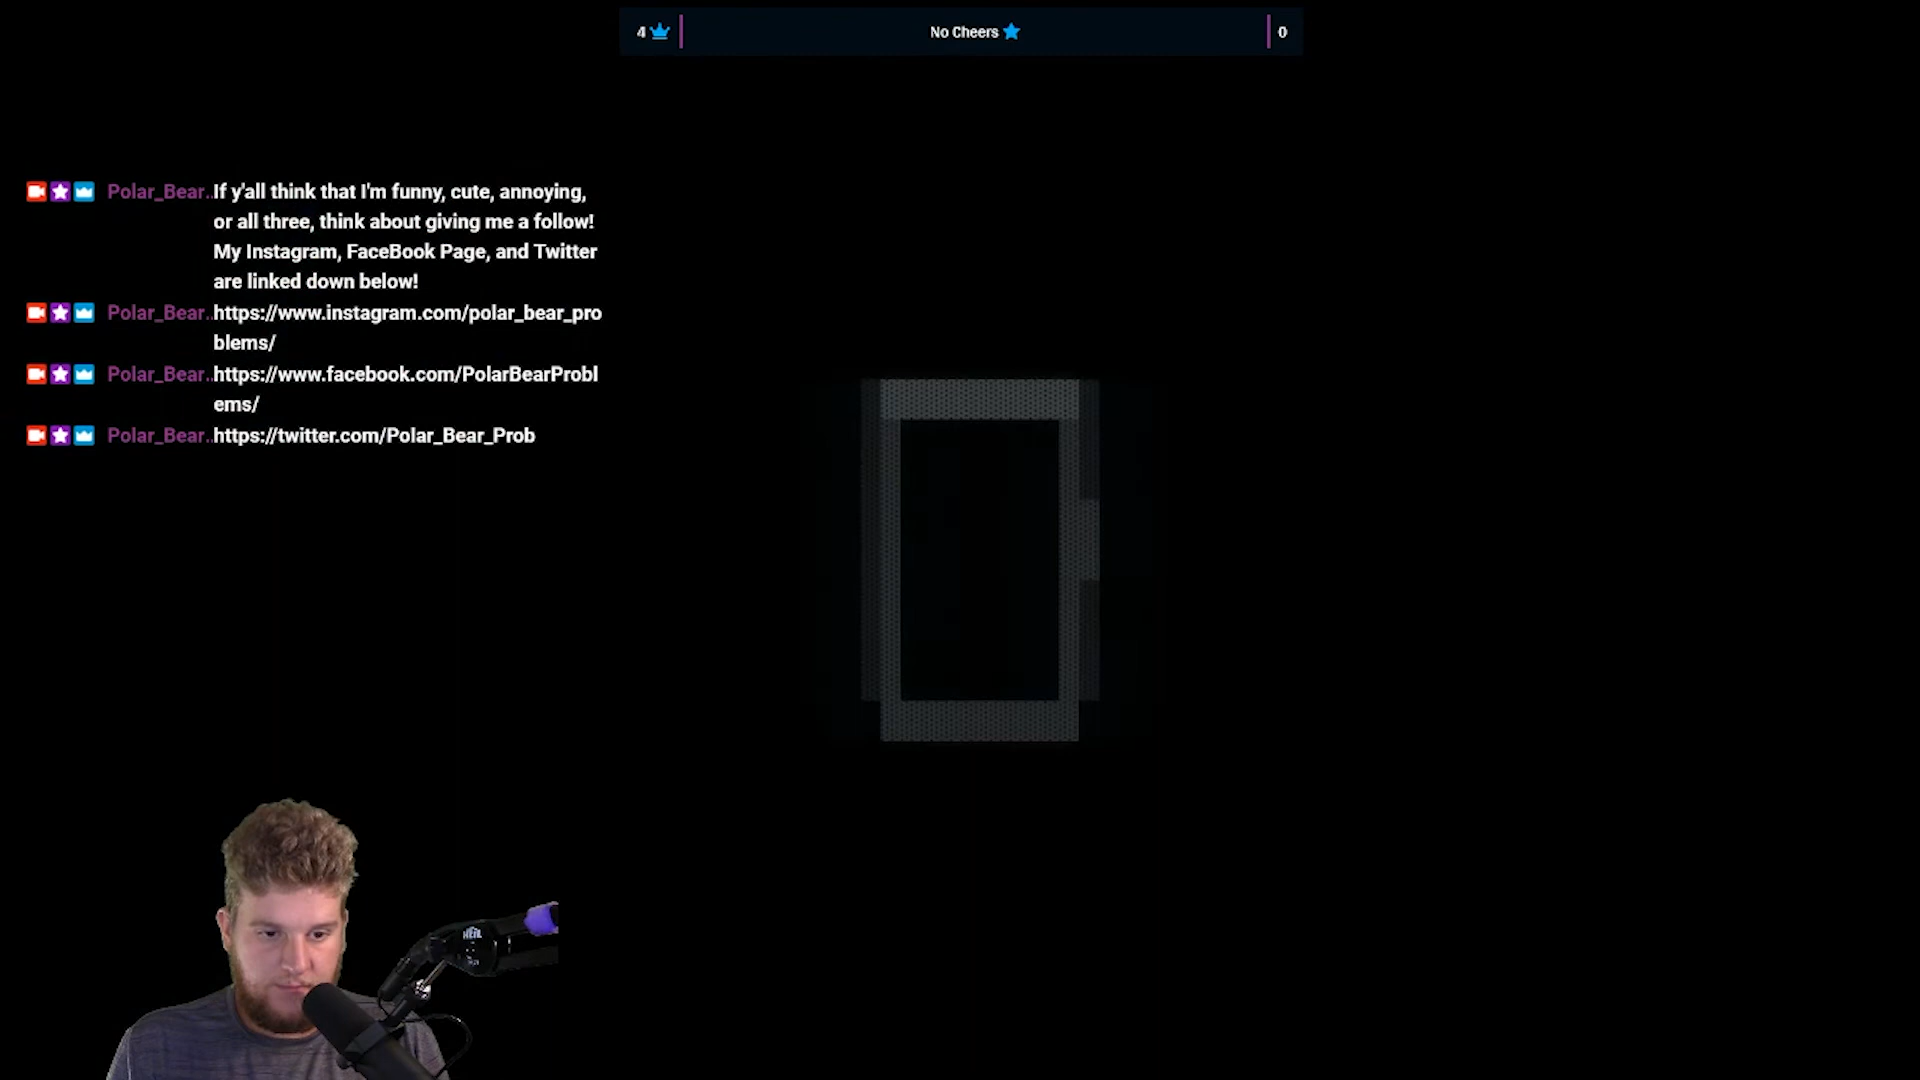 4 No Cheers 0
Polar_Bear.. If y'all think that I'm funny, cute, annoying,
or all three, think about giving me a follow!
My Instagram, FaceBook Page, and Twitter
are linked down below!
Polar_Bear.. https://www.instagram.com/polar_bear_pro
blems/
Polar_Bear.. https://www.facebook.com/PolarBearProbl
ems/
Polar_Bear.. https://twitter.com/Polar_Bear_Prob
HEIL